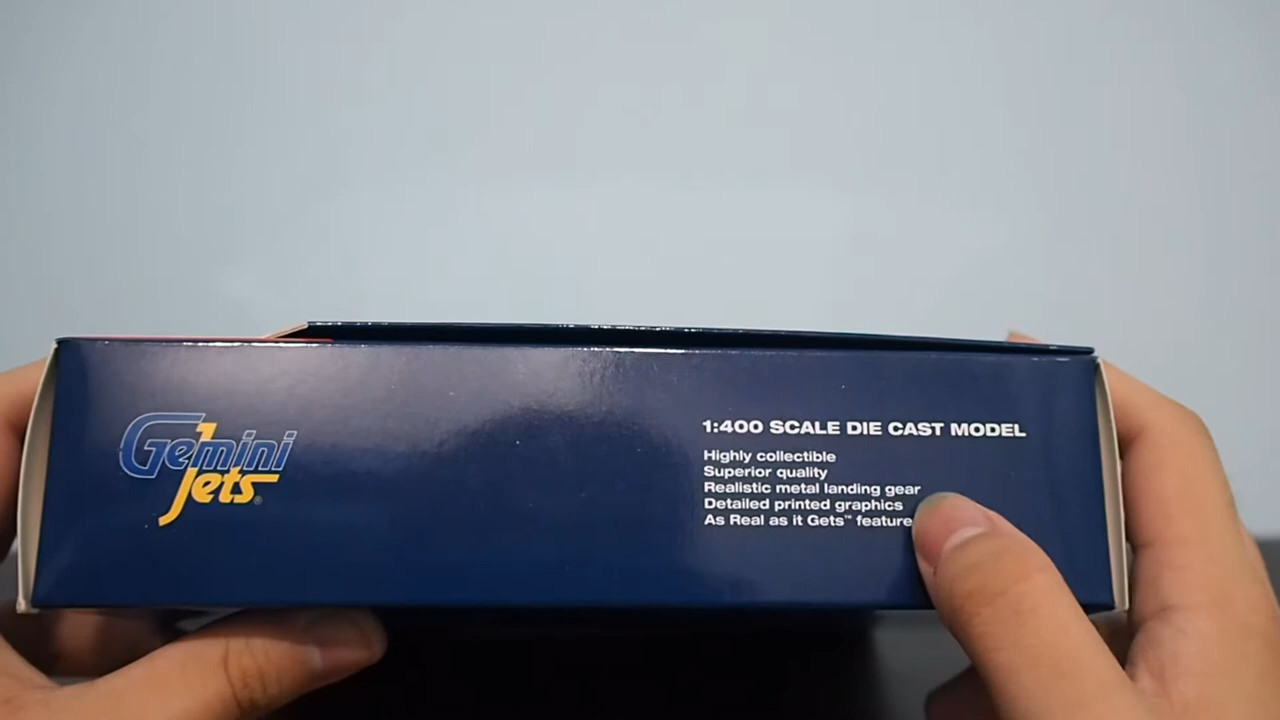 Gemini
Jets®
1:400 SCALE DIE CAST MODEL
Highly collectible
Superior quality
Realistic metal landing gear
Detailed printed graphics
As Real as it Gets™ feature